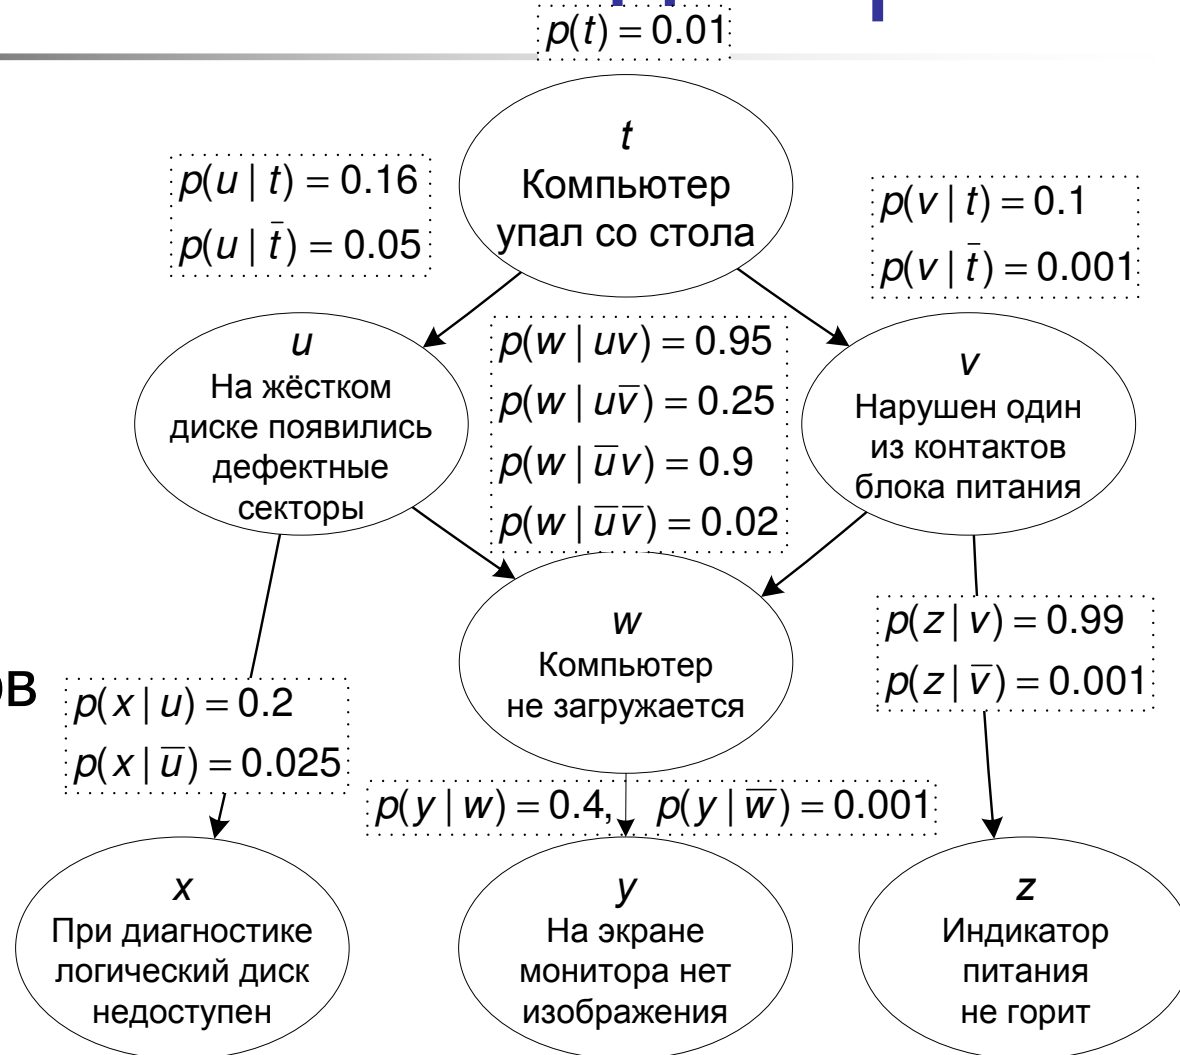 p(t) = 0.01
t
Компьютер
упал со стола
p(u | t) = 0.16
p(u | t̄) = 0.05
p(v | t) = 0.1
p(v | t̄) = 0.001
u
На жёстком
диске появились
дефектные
секторы
p(w | uv) = 0.95
p(w | uv̅) = 0.25
p(w | u̅v) = 0.9
p(w | u̅v̅) = 0.02
v
Нарушен один
из контактов
блока питания
w
Компьютер
не загружается
p(z | v) = 0.99
p(z | v̅) = 0.001
ов
p(x | u) = 0.2
p(x | u̅) = 0.025
p(y | w) = 0.4, p(y | w̅) = 0.001
x
При диагностике
логический диск
недоступен
y
На экране
монитора нет
изображения
z
Индикатор
питания
не горит